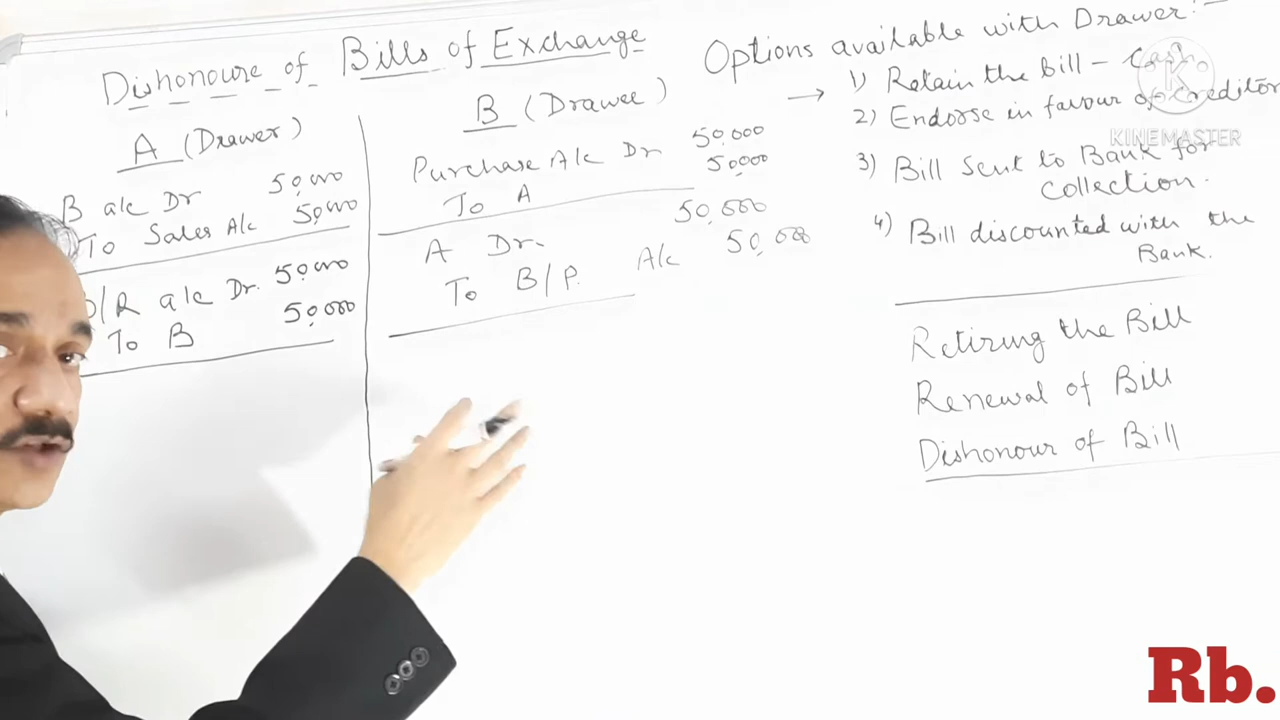 Dishonoure of Bills of Exchange
A (Drawer)
B a/c Dr 50,000
To Sales A/c 50,000
B/R a/c Dr. 50,000
To B 50,000
B (Drawee)
Purchase A/c Dr 50,000
To A 50,000
A Dr. 50,000
To B/P. A/c 50,000
Options available with Drawer:-
→ 1) Retain the Bill - Cash.
2) Endorse in favour of Creditor
3) Bill Sent to Bank for
Collection.
4) Bill discounted with the
Bank.
Retiring the Bill
Renewal of Bill
Dishonour of Bill
KINEMASTER
Rb.